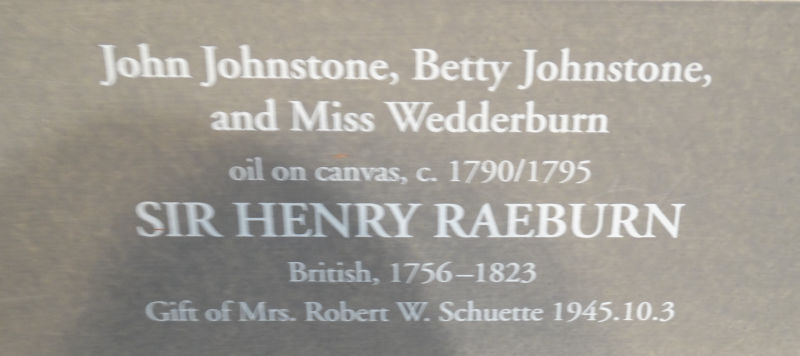 John Johnstone, Betty Johnstone,
and Miss Wedderburn
oil on canvas, c. 1790/1795
SIR HENRY RAEBURN
British, 1756–1823
Gift of Mrs. Robert W. Schuette 1945.10.3